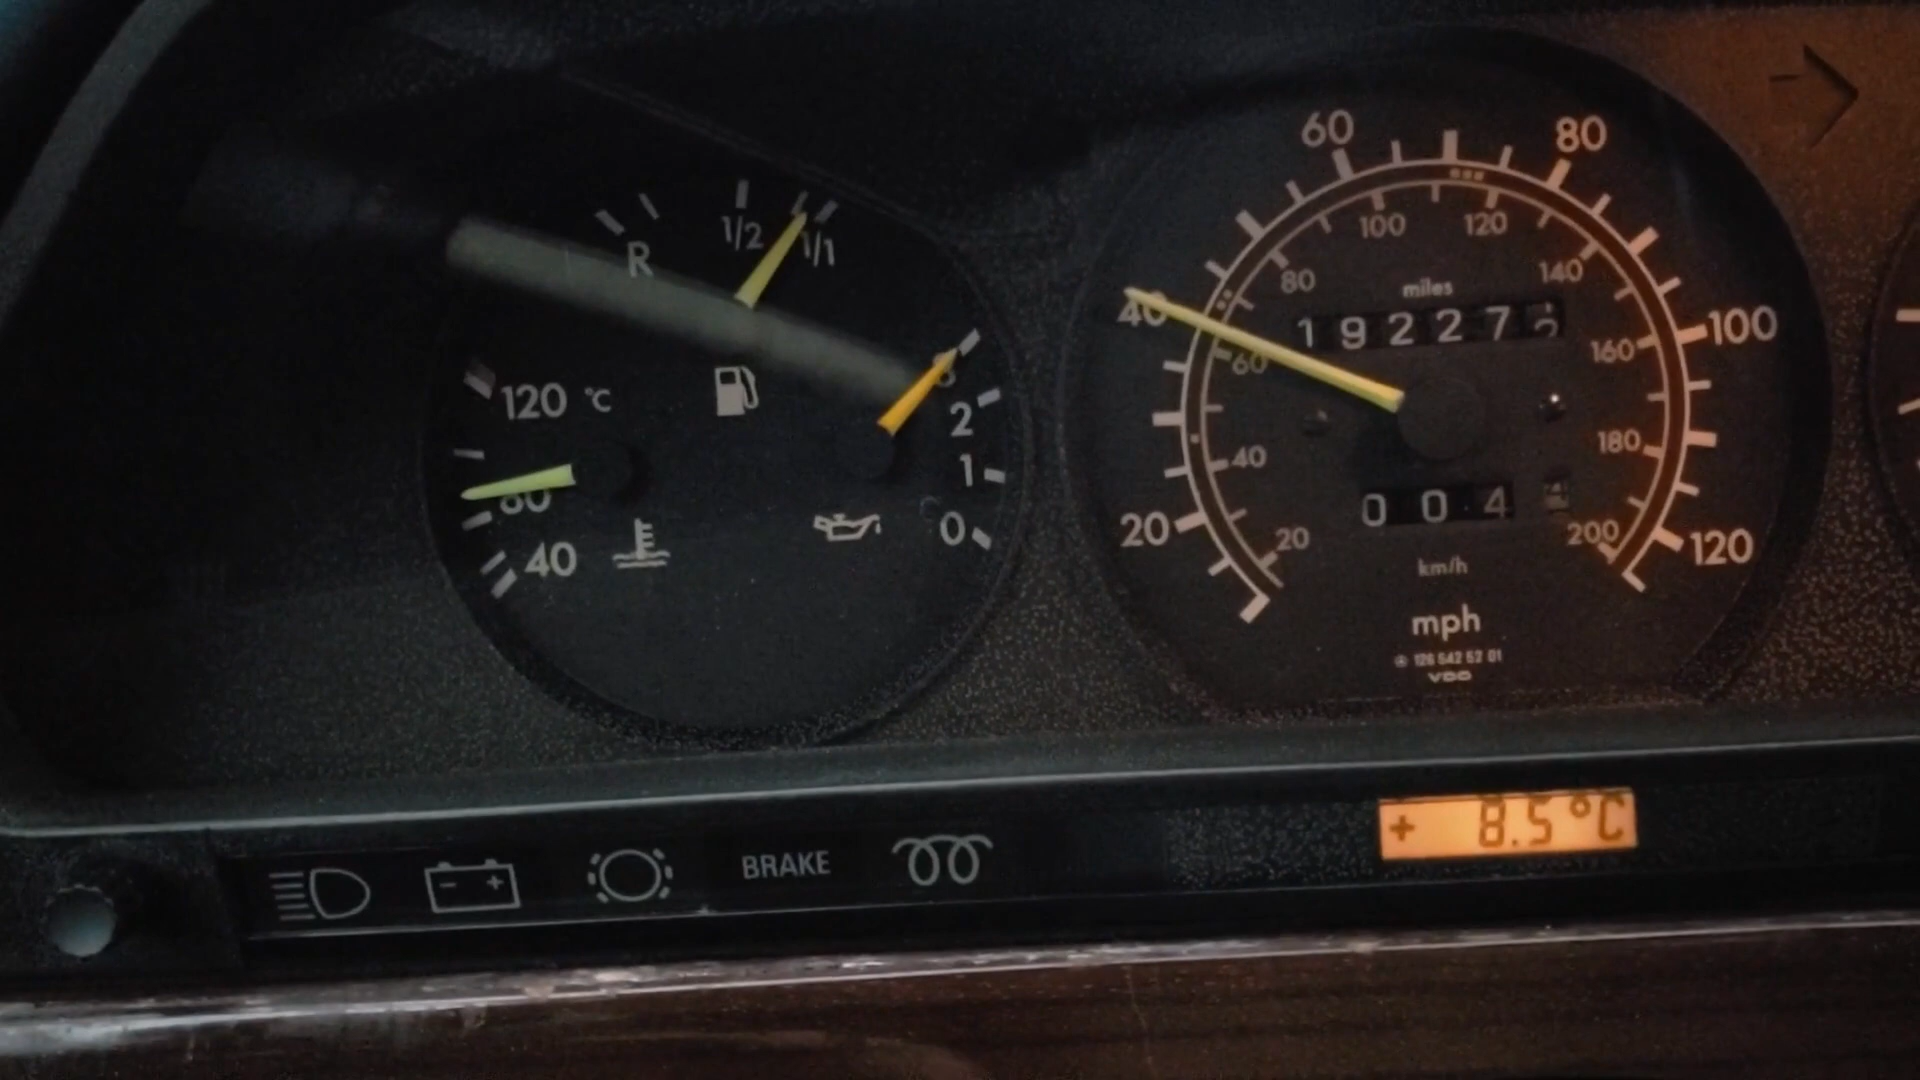 R 1/2 1/1
120 °C
80
40
3
2
1
0
60 80
40 100
20 120
100 120
80 140
60 160
40 180
20 200
miles
1 9 2 2 7
0 0 4
km/h
mph
126 542 52 01
VDO
BRAKE
+ 8.5°C